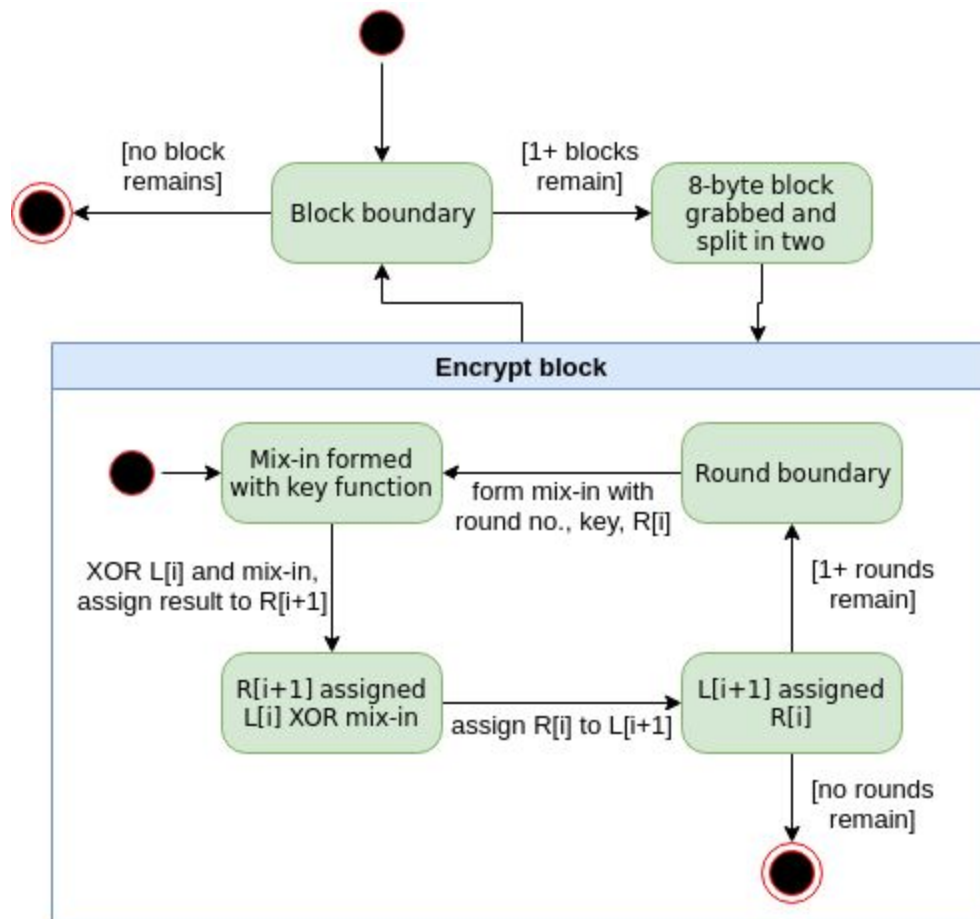 [no block
remains]
[1+ blocks
remain]
Block boundary
8-byte block
grabbed and
split in two
Encrypt block
Mix-in formed
with key function
Round boundary
form mix-in with
round no., key, R[i]
XOR L[i] and mix-in,
assign result to R[i+1]
[1+ rounds
remain]
R[i+1] assigned
L[i] XOR mix-in
L[i+1] assigned
R[i]
assign R[i] to L[i+1]
[no rounds
remain]